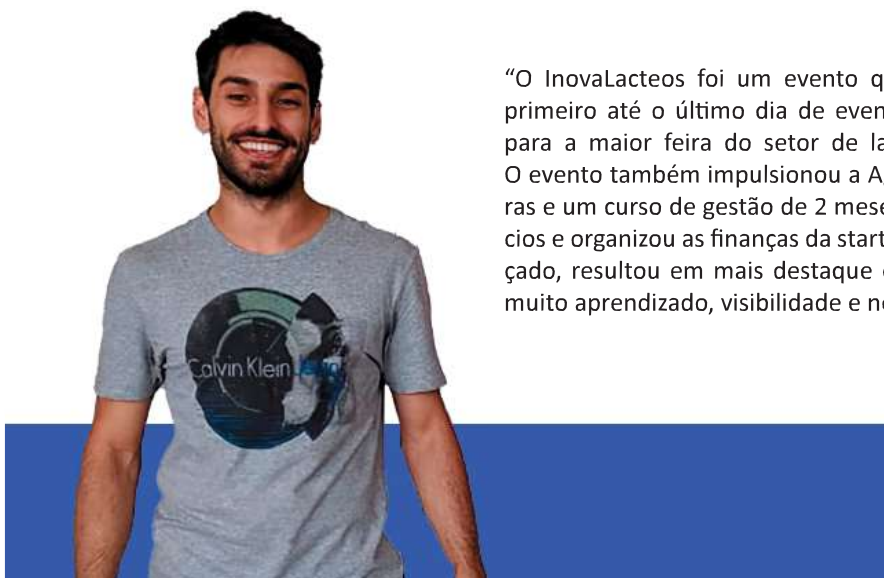 “O InovaLacteos foi um evento q
primeiro até o último dia de even
para a maior feira do setor de la
O evento também impulsionou a A
ras e um curso de gestão de 2 mese
cios e organizou as finanças da start
çado, resultou em mais destaque
muito aprendizado, visibilidade e n
Calvin Klein Jeans